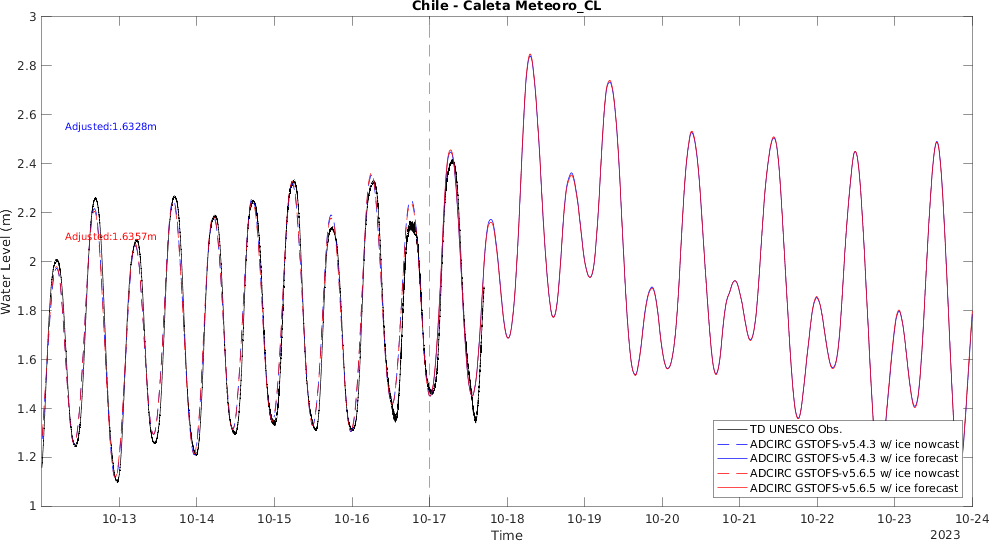 Chile - Caleta Meteoro_CL
3
2.8
2.6
2.4
2.2
2
1.8
1.6
1.4
1.2
1
Water Level (m)
Adjusted:1.6328m
Adjusted:1.6357m
TD UNESCO Obs.
ADCIRC GSTOFS-v5.4.3 w/ ice nowcast
ADCIRC GSTOFS-v5.4.3 w/ ice forecast
ADCIRC GSTOFS-v5.6.5 w/ ice nowcast
ADCIRC GSTOFS-v5.6.5 w/ ice forecast
10-13 10-14 10-15 10-16 10-17 10-18 10-19 10-20 10-21 10-22 10-23 10-24
Time
2023